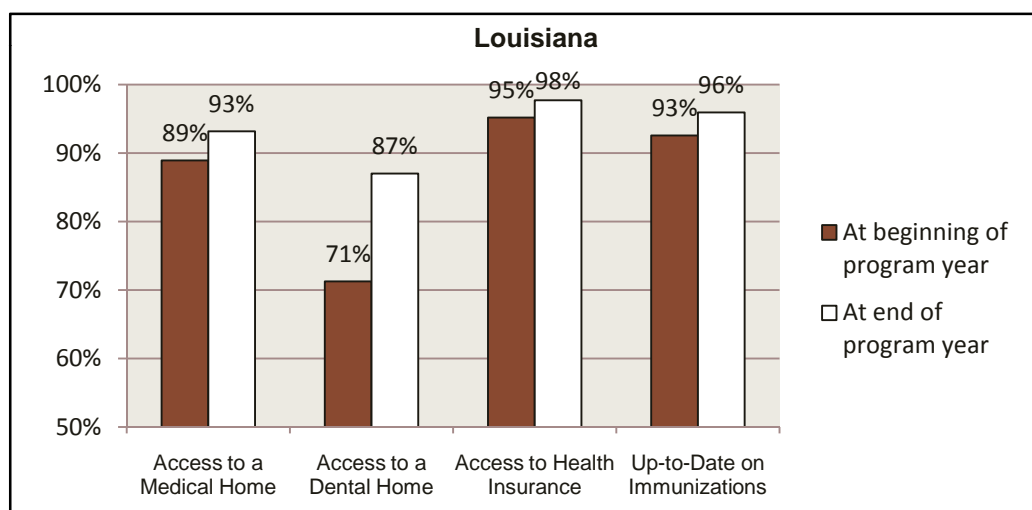 Louisiana
100%
90%
80%
70%
60%
50%
89%
93%
71%
87%
95%
98%
93%
96%
Access to a
Medical Home
Access to a
Dental Home
Access to Health
Insurance
Up-to-Date on
Immunizations
At beginning of
program year
At end of
program year